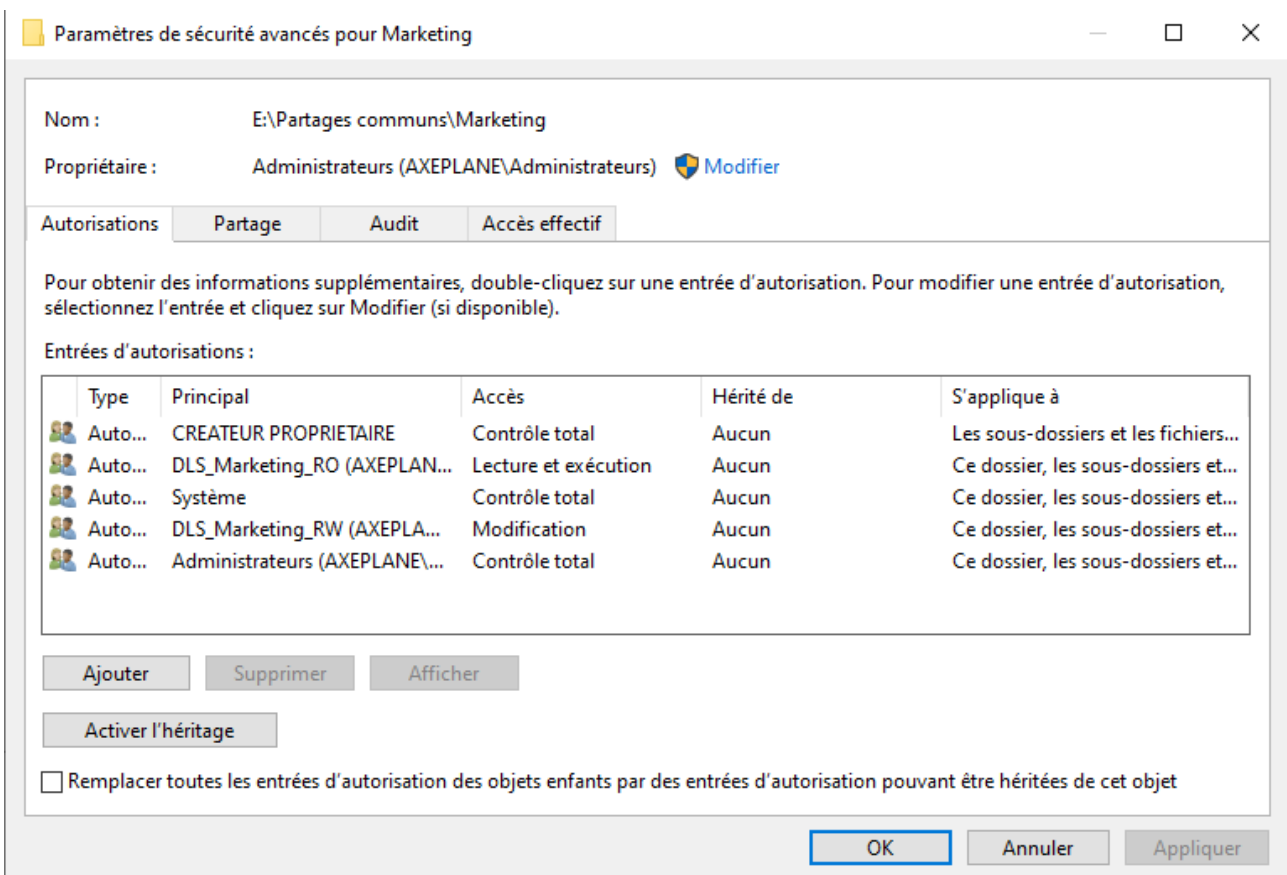 Paramètres de sécurité avancés pour Marketing
Nom : E:\Partages communs\Marketing
Propriétaire : Administrateurs (AXEPLANE\Administrateurs) Modifier
Autorisations Partage Audit Accès effectif
Pour obtenir des informations supplémentaires, double-cliquez sur une entrée d'autorisation. Pour modifier une entrée d'autorisation,
sélectionnez l'entrée et cliquez sur Modifier (si disponible).
Entrées d'autorisations :
Type Principal Accès Hérité de S'applique à
Auto... CREATEUR PROPRIETAIRE Contrôle total Aucun Les sous-dossiers et les fichiers...
Auto... DLS_Marketing_RO (AXEPLAN... Lecture et exécution Aucun Ce dossier, les sous-dossiers et...
Auto... Système Contrôle total Aucun Ce dossier, les sous-dossiers et...
Auto... DLS_Marketing_RW (AXEPLA... Modification Aucun Ce dossier, les sous-dossiers et...
Auto... Administrateurs (AXEPLANE\... Contrôle total Aucun Ce dossier, les sous-dossiers et...
Ajouter Supprimer Afficher
Activer l'héritage
Remplacer toutes les entrées d'autorisation des objets enfants par des entrées d'autorisation pouvant être héritées de cet objet
OK Annuler Appliquer